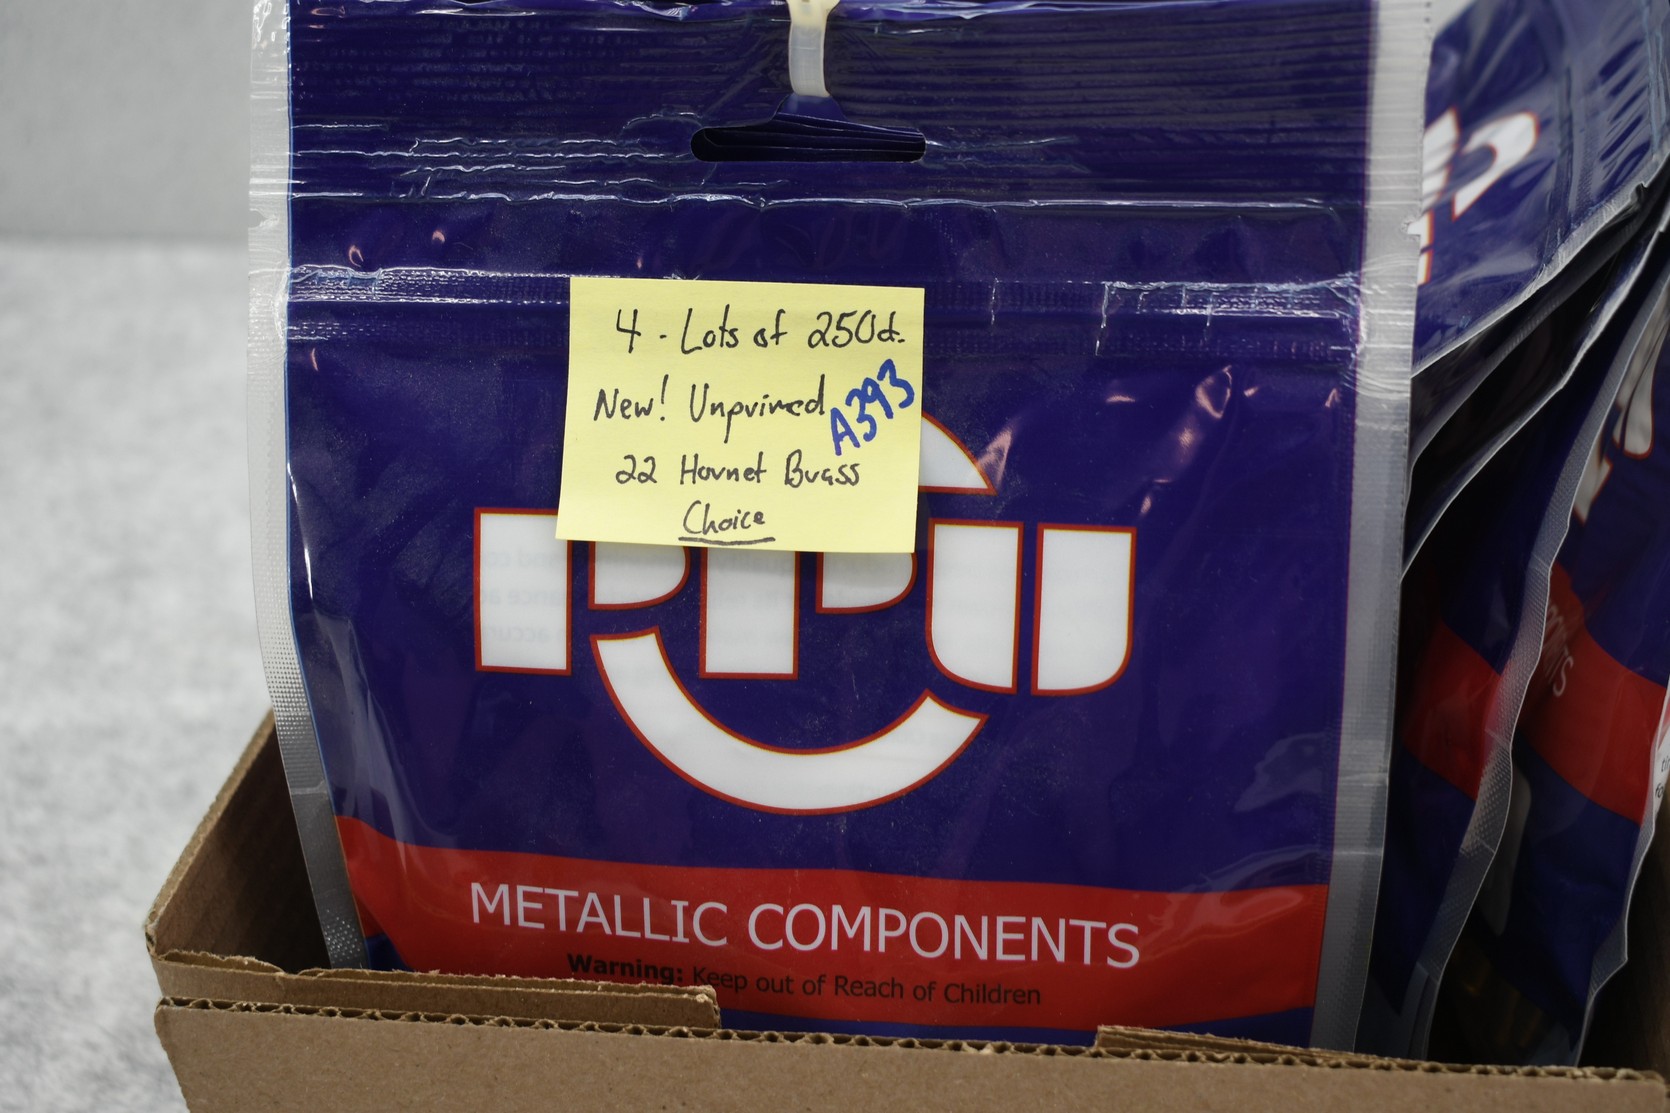 4 - Lots of 250ct.
New! Unprimed
A393
22 Hornet Brass
Choice
METALLIC COMPONENTS
Warning: Keep out of Reach of Children